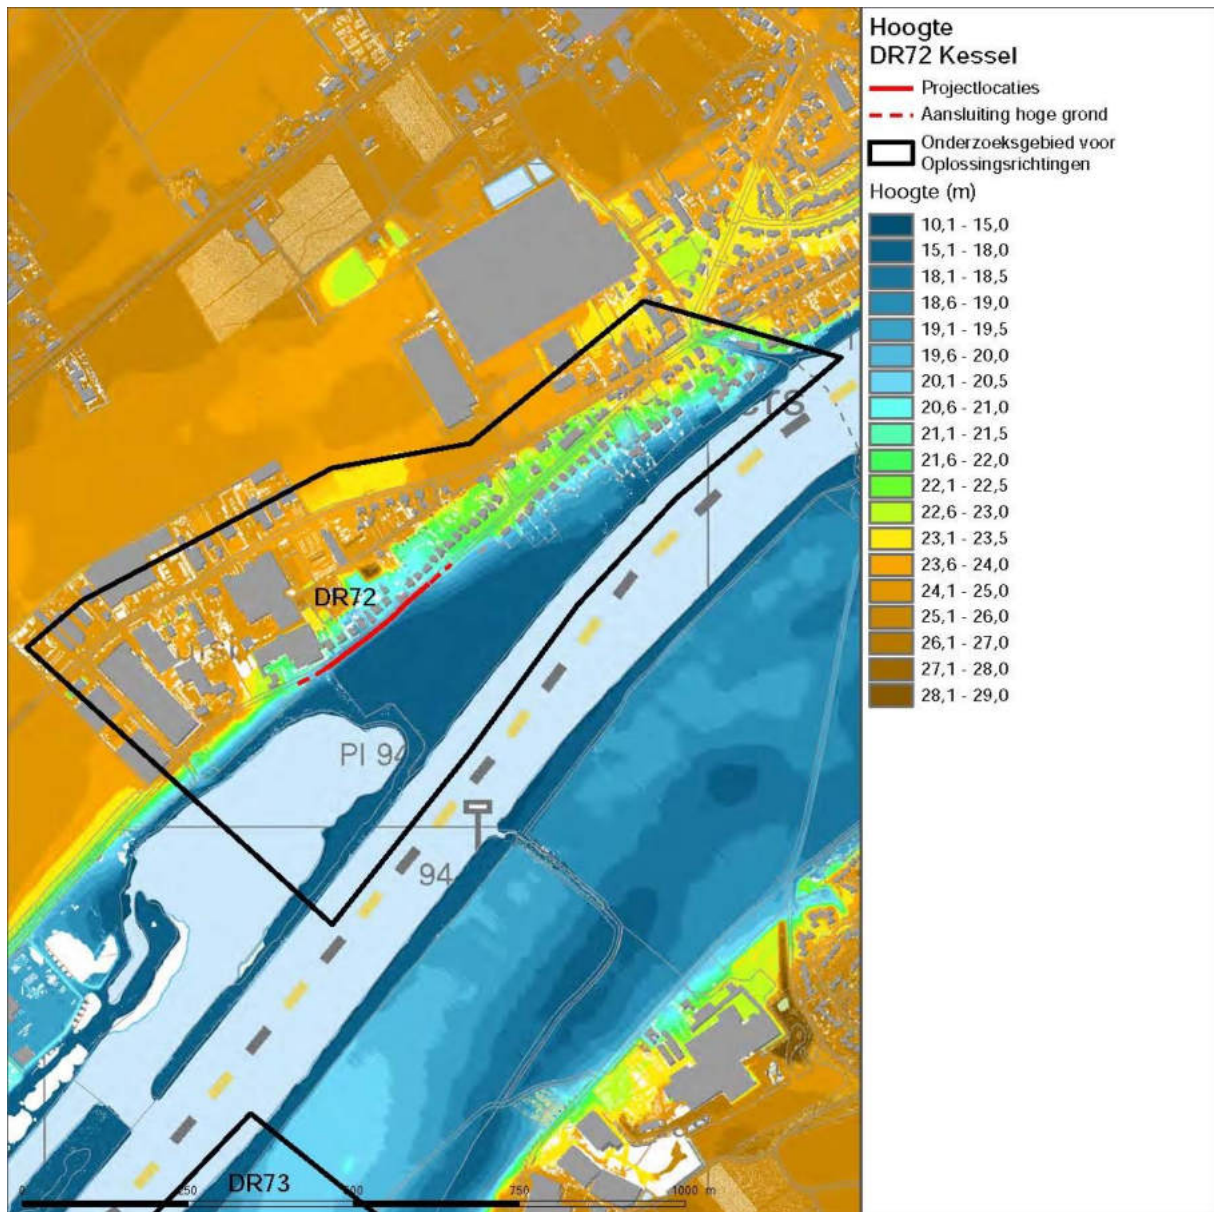 Hoogte
DR72 Kessel
Projectlocaties
Aansluiting hoge grond
Onderzoeksgebied voor
Oplossingsrichtingen
Hoogte (m)
10,1 - 15,0
15,1 - 18,0
18,1 - 18,5
18,6 - 19,0
19,1 - 19,5
19,6 - 20,0
20,1 - 20,5
20,6 - 21,0
21,1 - 21,5
21,6 - 22,0
22,1 - 22,5
22,6 - 23,0
23,1 - 23,5
23,6 - 24,0
24,1 - 25,0
25,1 - 26,0
26,1 - 27,0
27,1 - 28,0
28,1 - 29,0
DR72
Pl 94
94
DR73
0 250 500 750 1000 m